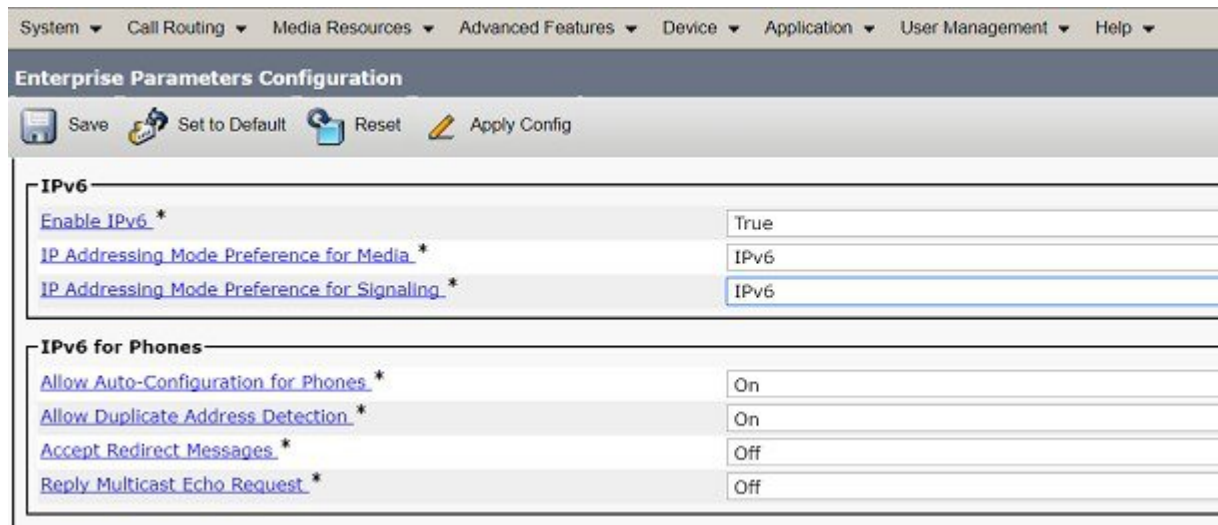 System Call Routing Media Resources Advanced Features Device Application User Management Help
Enterprise Parameters Configuration
Save Set to Default Reset Apply Config
IPv6
Enable IPv6 * True
IP Addressing Mode Preference for Media * IPv6
IP Addressing Mode Preference for Signaling * IPv6
IPv6 for Phones
Allow Auto-Configuration for Phones * On
Allow Duplicate Address Detection * On
Accept Redirect Messages * Off
Reply Multicast Echo Request * Off